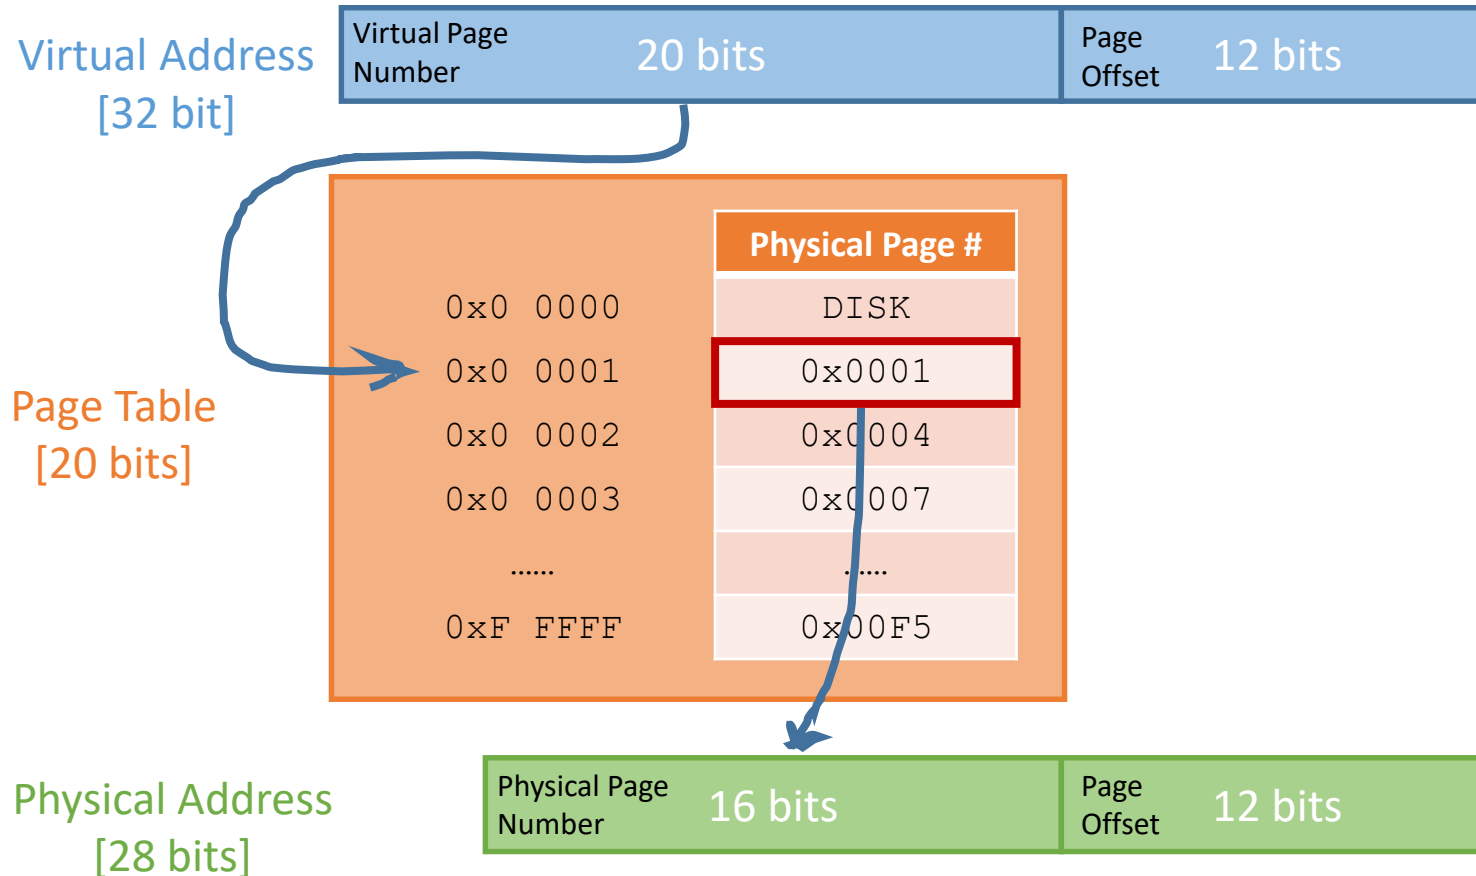 Virtual Address
[32 bit]
Virtual Page
Number
20 bits
Page
Offset
12 bits
Page Table
[20 bits]
Physical Page #
0x0 0000 DISK
0x0 0001 0x0001
0x0 0002 0x0004
0x0 0003 0x0007
...... ......
0xF FFFF 0x00F5
Physical Address
[28 bits]
Physical Page
Number
16 bits
Page
Offset
12 bits